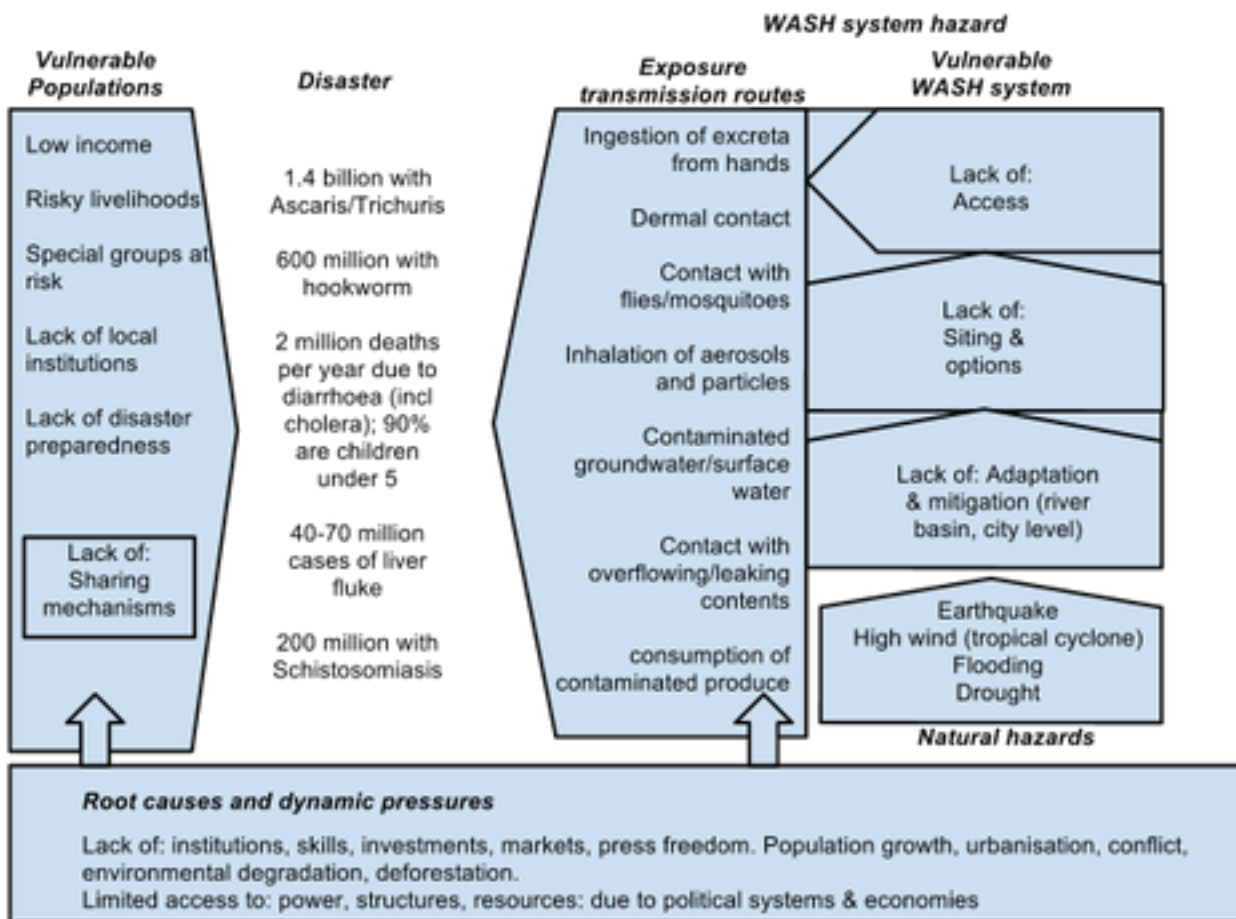 WASH system hazard
Vulnerable
Populations
Disaster
Exposure
transmission routes
Vulnerable
WASH system
Low income
Risky livelihoods
Special groups at
risk
Lack of local
institutions
Lack of disaster
preparedness
Lack of:
Sharing
mechanisms
1.4 billion with
Ascaris/Trichuris
600 million with
hookworm
2 million deaths
per year due to
diarrhoea (incl
cholera); 90%
are children
under 5
40-70 million
cases of liver
fluke
200 million with
Schistosomiasis
Ingestion of excreta
from hands
Dermal contact
Contact with
flies/mosquitoes
Inhalation of aerosols
and particles
Contaminated
groundwater/surface
water
Contact with
overflowing/leaking
contents
consumption of
contaminated produce
Lack of:
Access
Lack of:
Siting &
options
Lack of: Adaptation
& mitigation (river
basin, city level)
Earthquake
High wind (tropical cyclone)
Flooding
Drought
Natural hazards
Root causes and dynamic pressures
Lack of: institutions, skills, investments, markets, press freedom. Population growth, urbanisation, conflict,
environmental degradation, deforestation.
Limited access to: power, structures, resources: due to political systems & economies